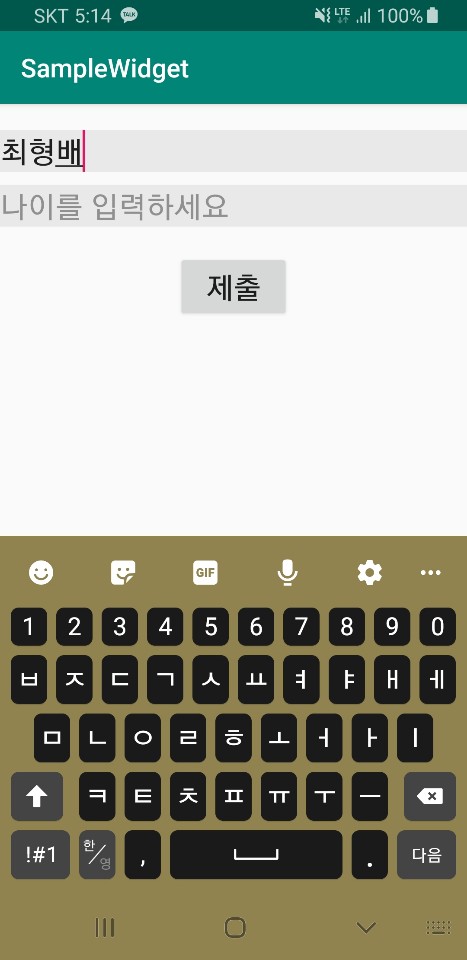 SKT 5:14 TALK LTE 100%
SampleWidget
최형배
나이를 입력하세요
제출
GIF
1 2 3 4 5 6 7 8 9 0
ㅂ ㅈ ㄷ ㄱ ㅅ ㅛ ㅕ ㅑ ㅐ ㅔ
ㅁ ㄴ ㅇ ㄹ ㅎ ㅗ ㅓ ㅏ ㅣ
ㅋ ㅌ ㅊ ㅍ ㅠ ㅜ ㅡ
!#1 한/영 , . 다음